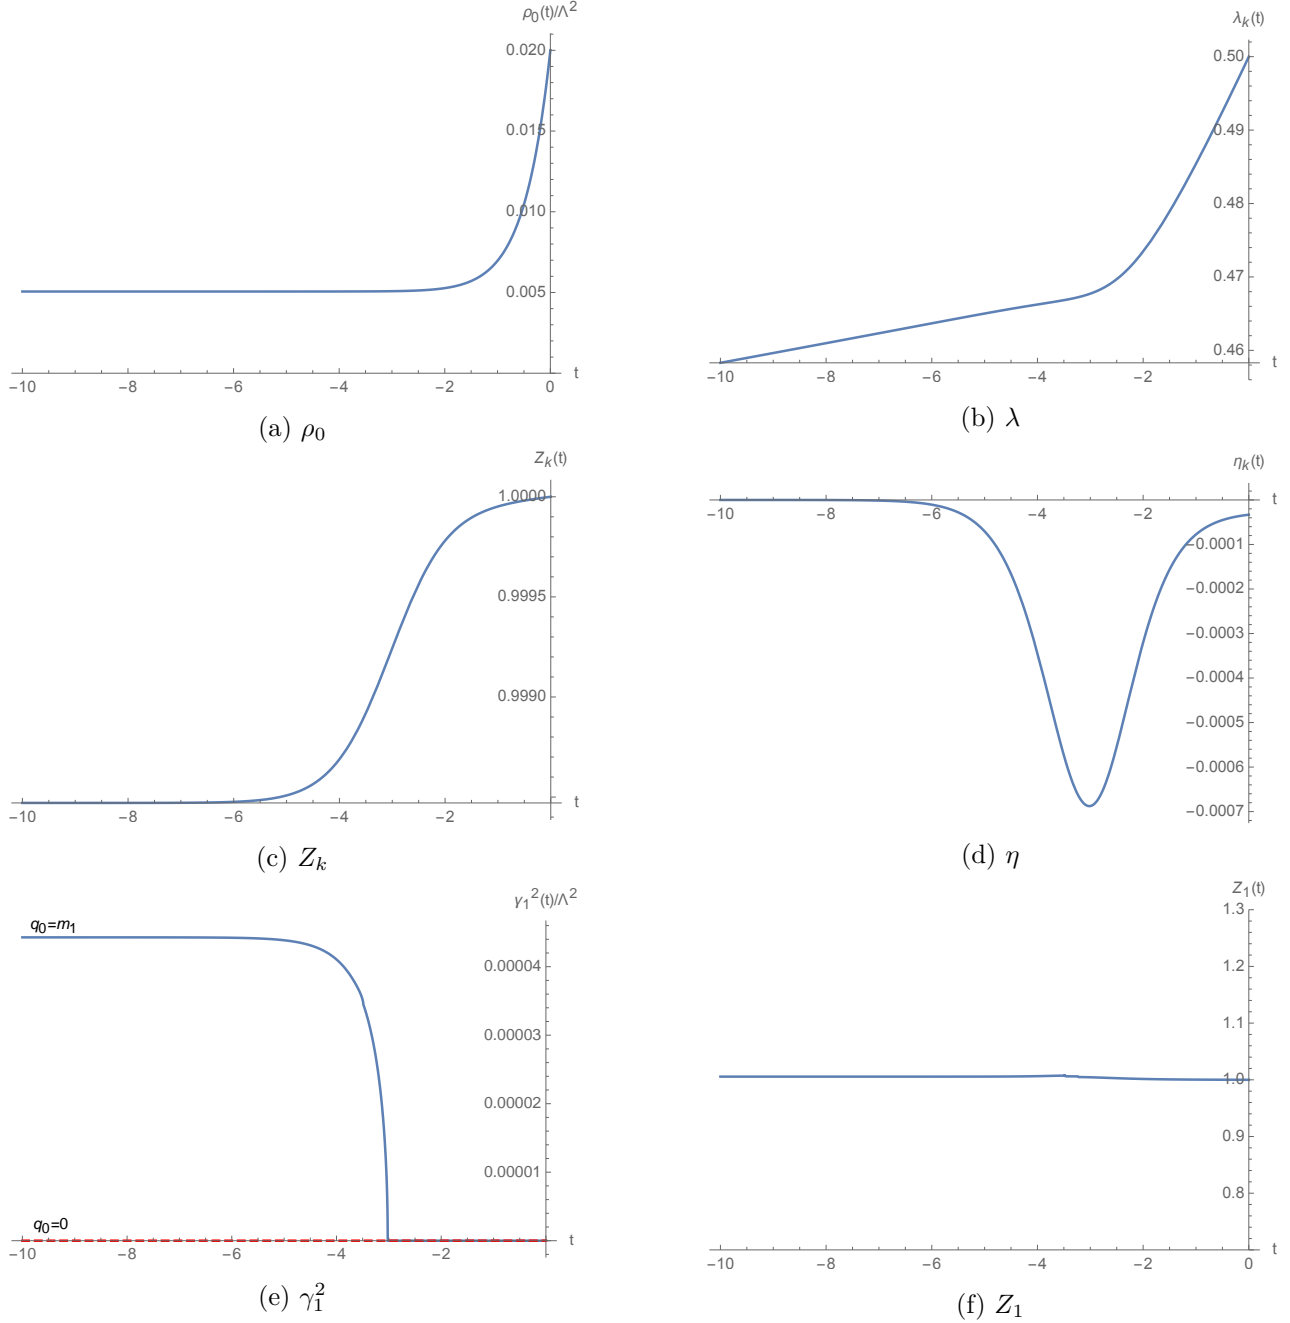 ρ₀(t)/Λ²
0.020
0.015
0.010
0.005
−10 −8 −6 −4 −2 0 t
(a) ρ₀
λₖ(t)
0.50
0.49
0.48
0.47
0.46
−10 −8 −6 −4 −2 t
(b) λ
Zₖ(t)
1.0000
0.9995
0.9990
−10 −8 −6 −4 −2 t
(c) Zₖ
ηₖ(t)
−10 −8 −6 −4 −2 t
−0.0001
−0.0002
−0.0003
−0.0004
−0.0005
−0.0006
−0.0007
(d) η
γ₁²(t)/Λ²
q₀=m₁
0.00004
0.00003
0.00002
0.00001
q₀=0
−10 −8 −6 −4 −2 t
(e) γ₁²
Z₁(t)
1.3
1.2
1.1
1.0
0.9
0.8
−10 −8 −6 −4 −2 0 t
(f) Z₁